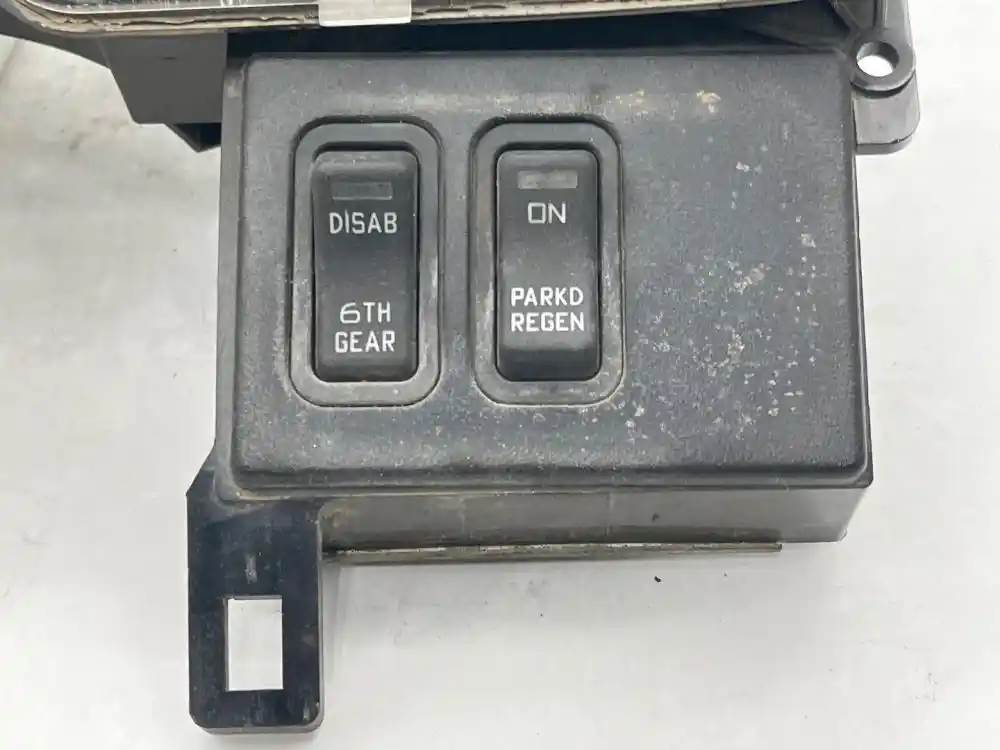 DISAB
6TH
GEAR
ON
PARKD
REGEN